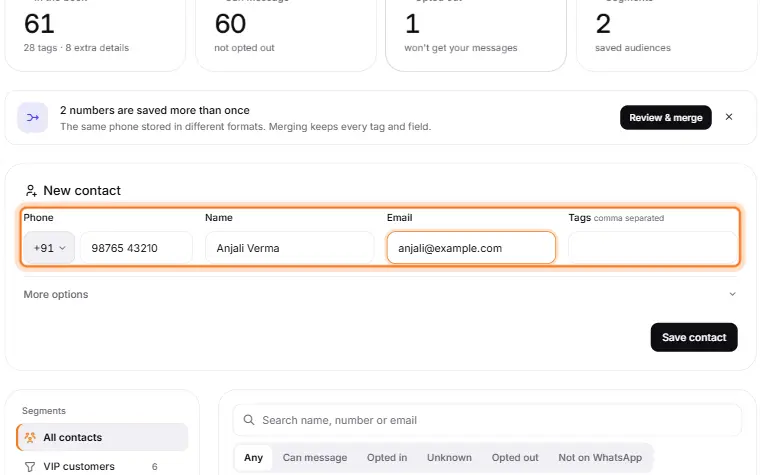 61
60
1
2
28 tags · 8 extra details
not opted out
won't get your messages
saved audiences
2 numbers are saved more than once
The same phone stored in different formats. Merging keeps every tag and field.
Review & merge
New contact
Phone
Name
Email
Tags comma separated
+91
98765 43210
Anjali Verma
anjali@example.com
More options
Save contact
Segments
All contacts
VIP customers 6
Search name, number or email
Any
Can message
Opted in
Unknown
Opted out
Not on WhatsApp